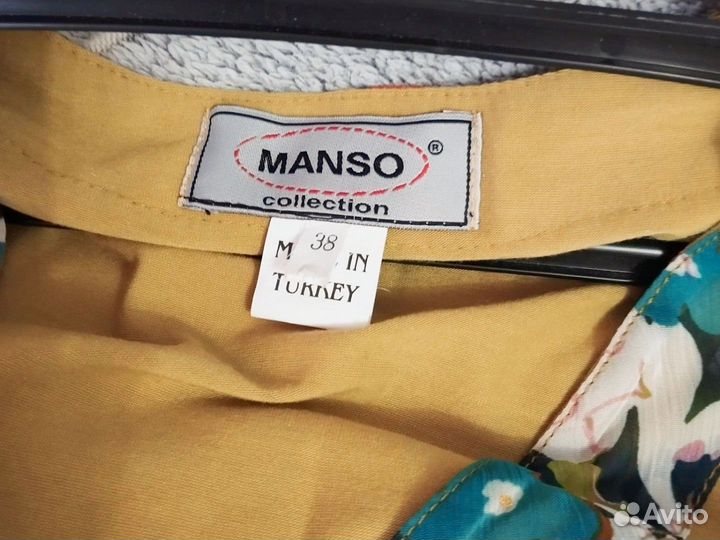 MANSO ®
collection
38
IN
TURKEY
Avito